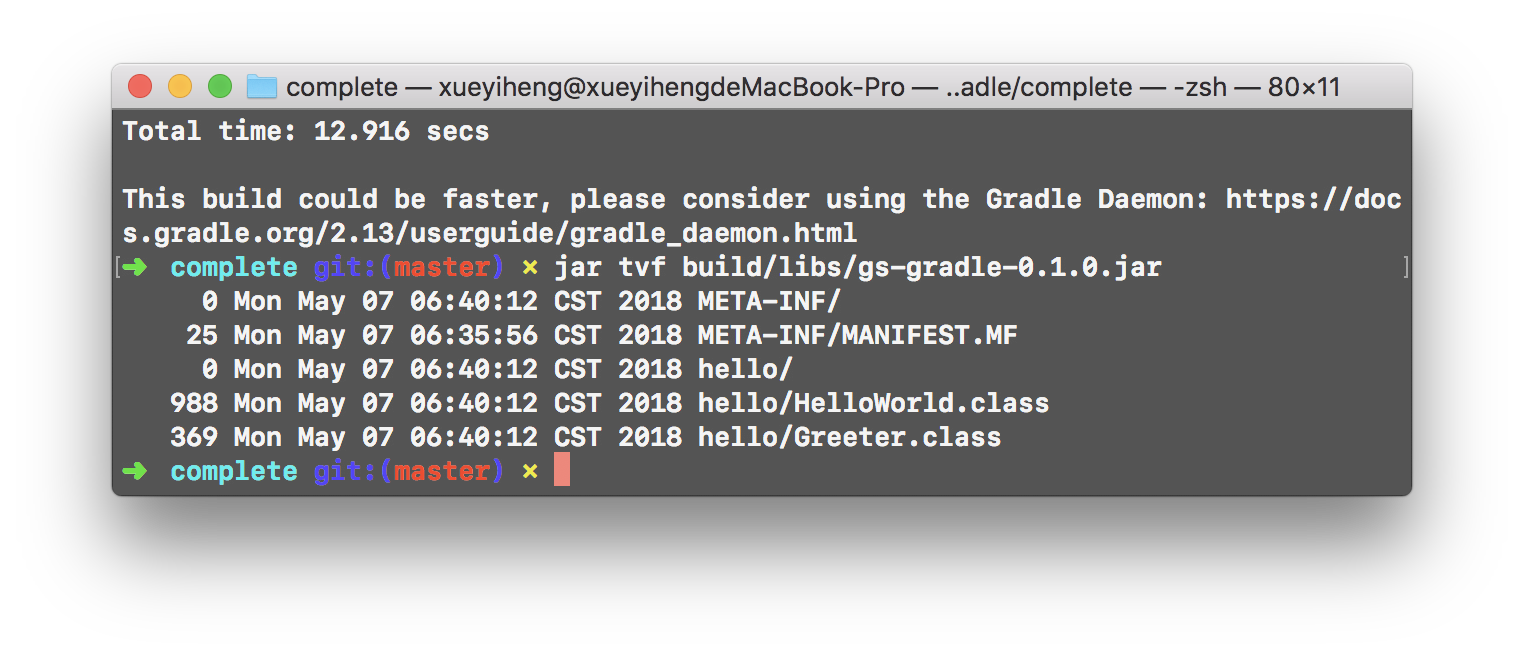 complete — xueyiheng@xueyihengdeMacBook-Pro — ..adle/complete — -zsh — 80×11
Total time: 12.916 secs
This build could be faster, please consider using the Gradle Daemon: https://doc
s.gradle.org/2.13/userguide/gradle_daemon.html
[➜  complete git:(master) ✗ jar tvf build/libs/gs-gradle-0.1.0.jar ]
     0 Mon May 07 06:40:12 CST 2018 META-INF/
    25 Mon May 07 06:35:56 CST 2018 META-INF/MANIFEST.MF
     0 Mon May 07 06:40:12 CST 2018 hello/
   988 Mon May 07 06:40:12 CST 2018 hello/HelloWorld.class
   369 Mon May 07 06:40:12 CST 2018 hello/Greeter.class
➜  complete git:(master) ✗